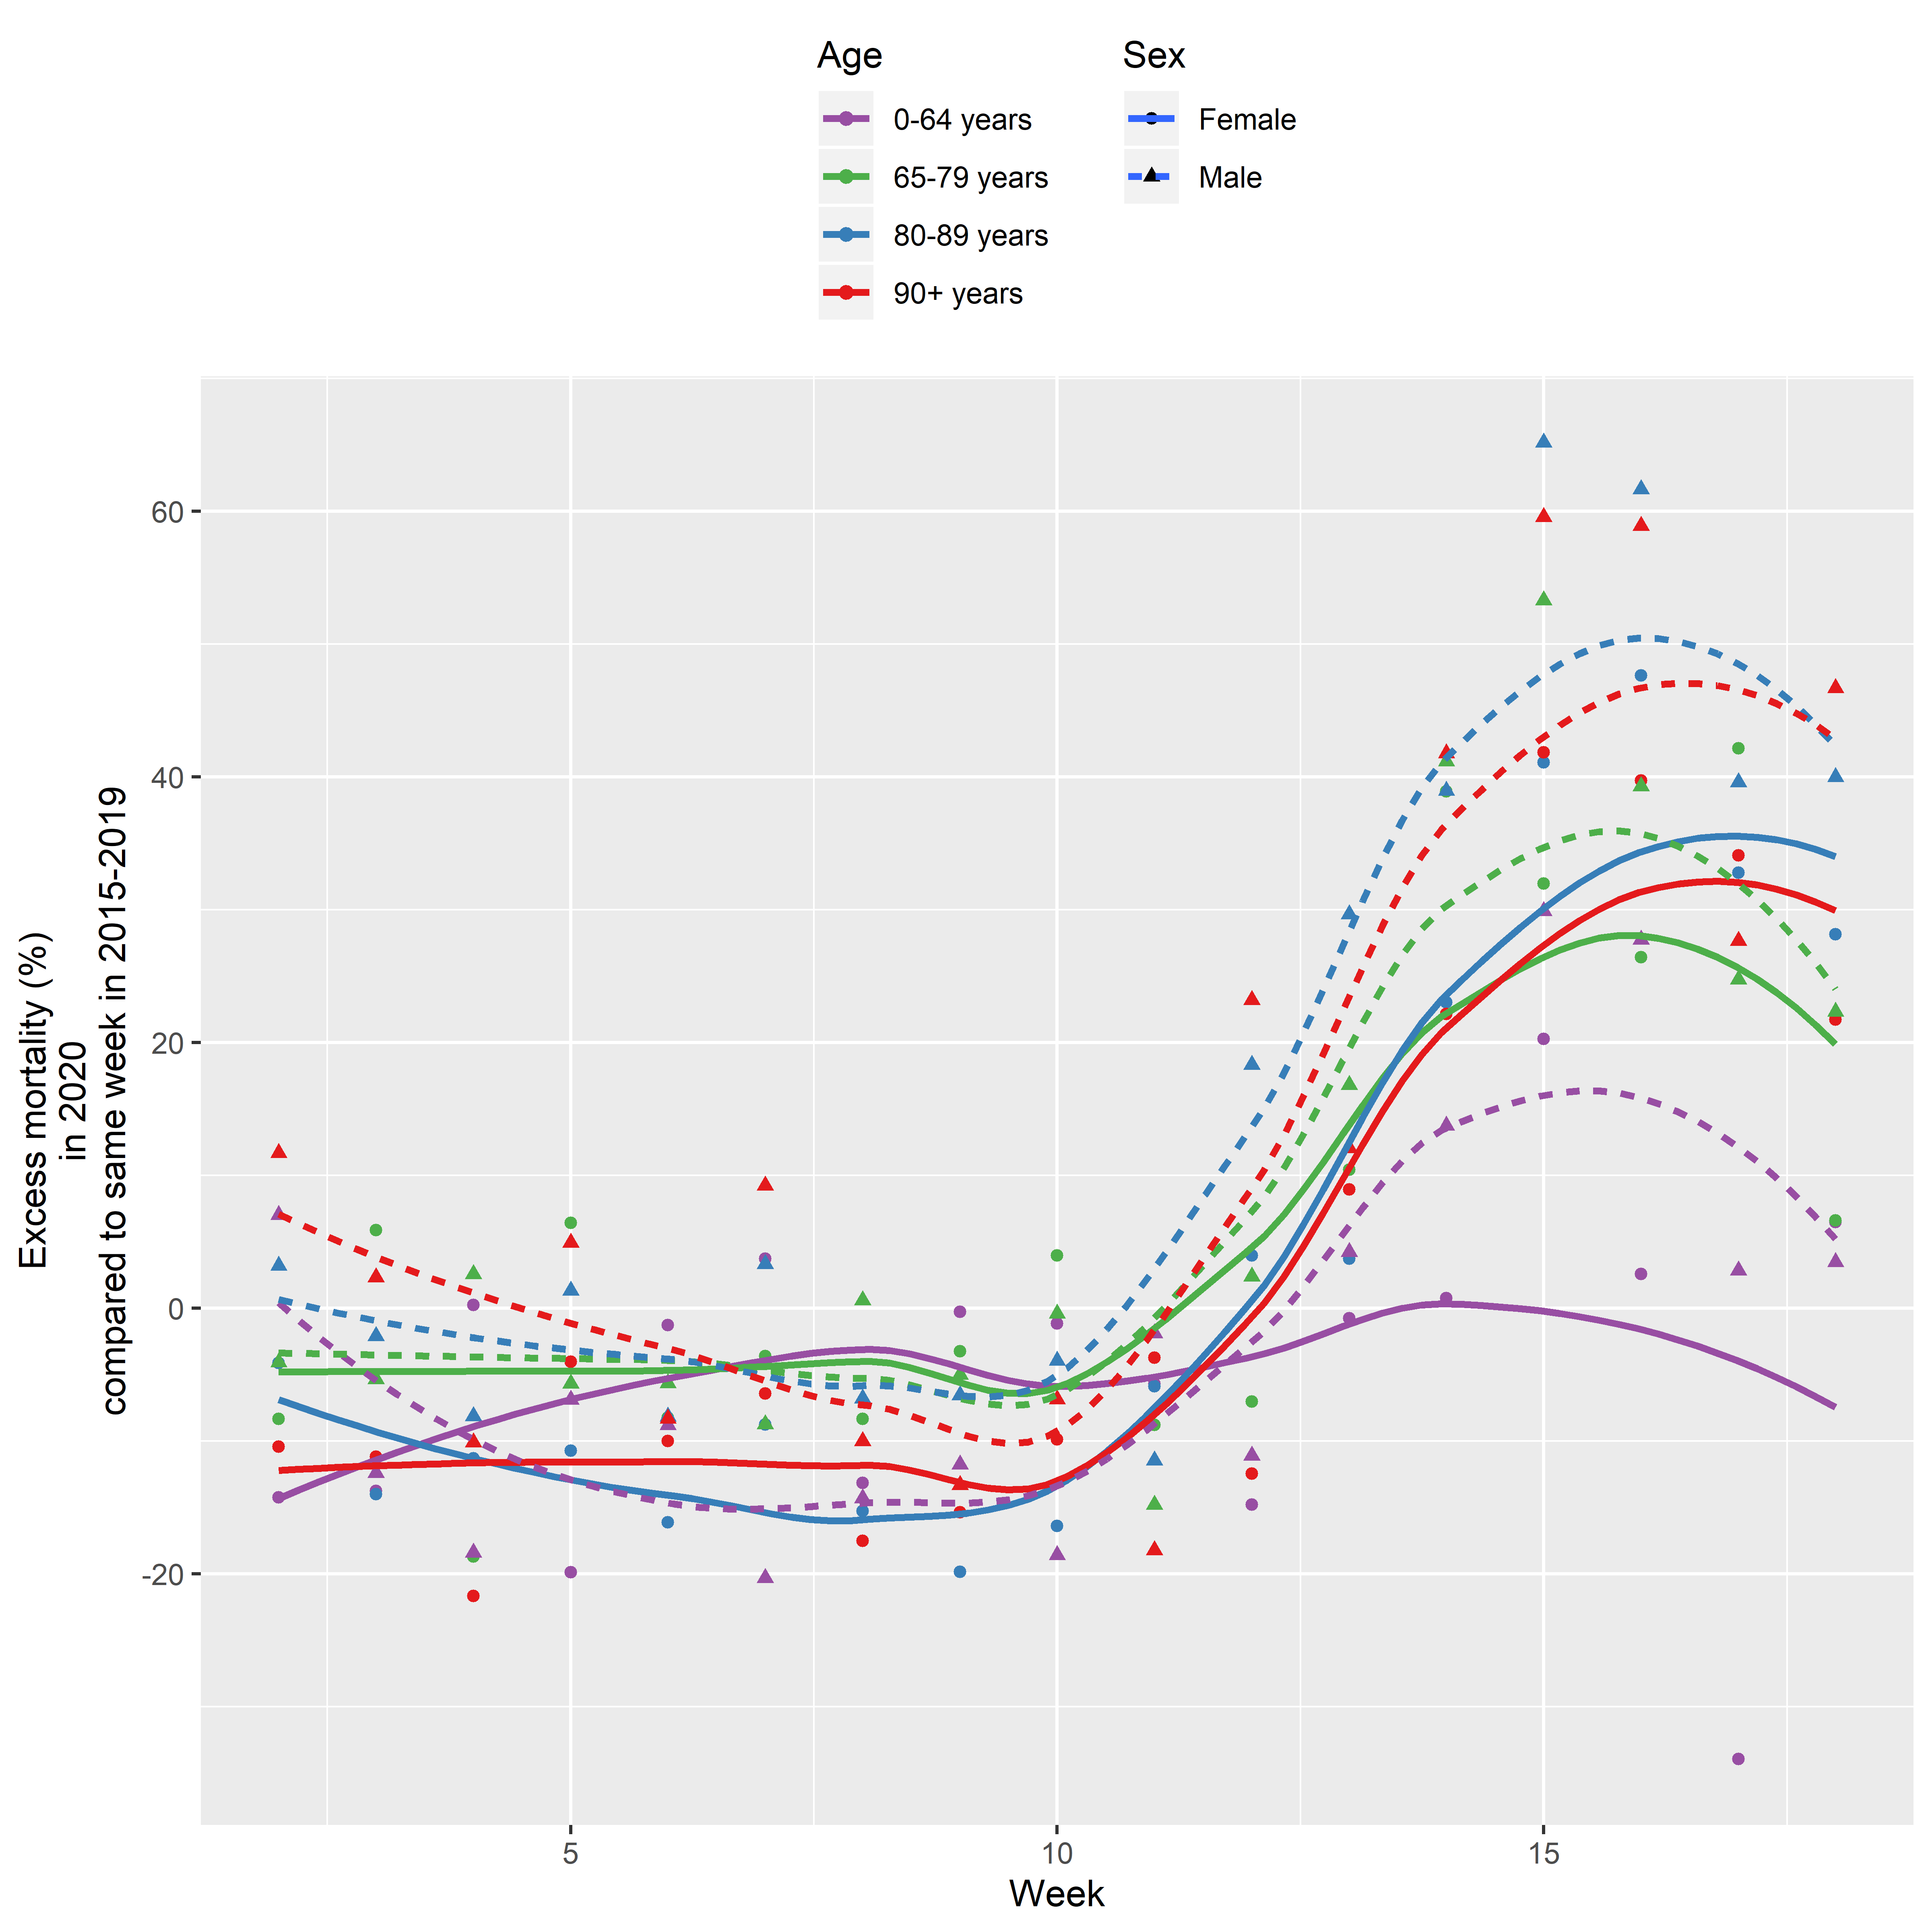 Age
0-64 years
65-79 years
80-89 years
90+ years
Sex
Female
Male
Excess mortality (%)
in 2020
compared to same week in 2015-2019
60
40
20
0
-20
5
10
15
Week